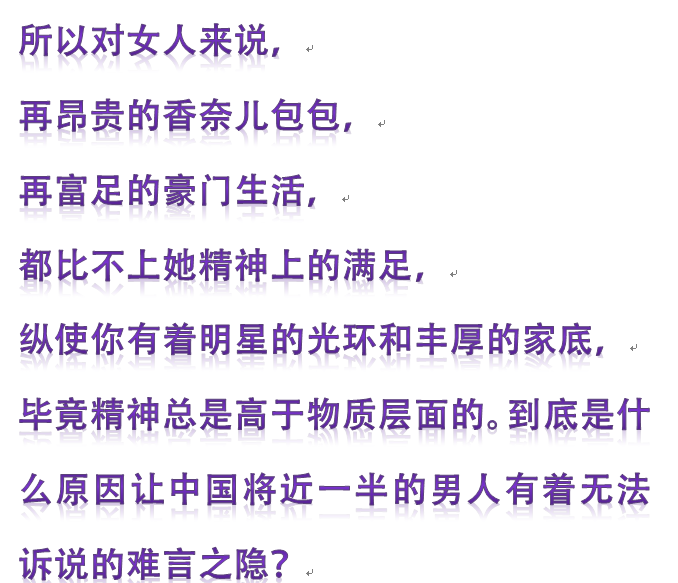 所以对女人来说，
再昂贵的香奈儿包包，
再富足的豪门生活，
都比不上她精神上的满足，
纵使你有着明星的光环和丰厚的家底，
毕竟精神总是高于物质层面的。到底是什
么原因让中国将近一半的男人有着无法
诉说的难言之隐？